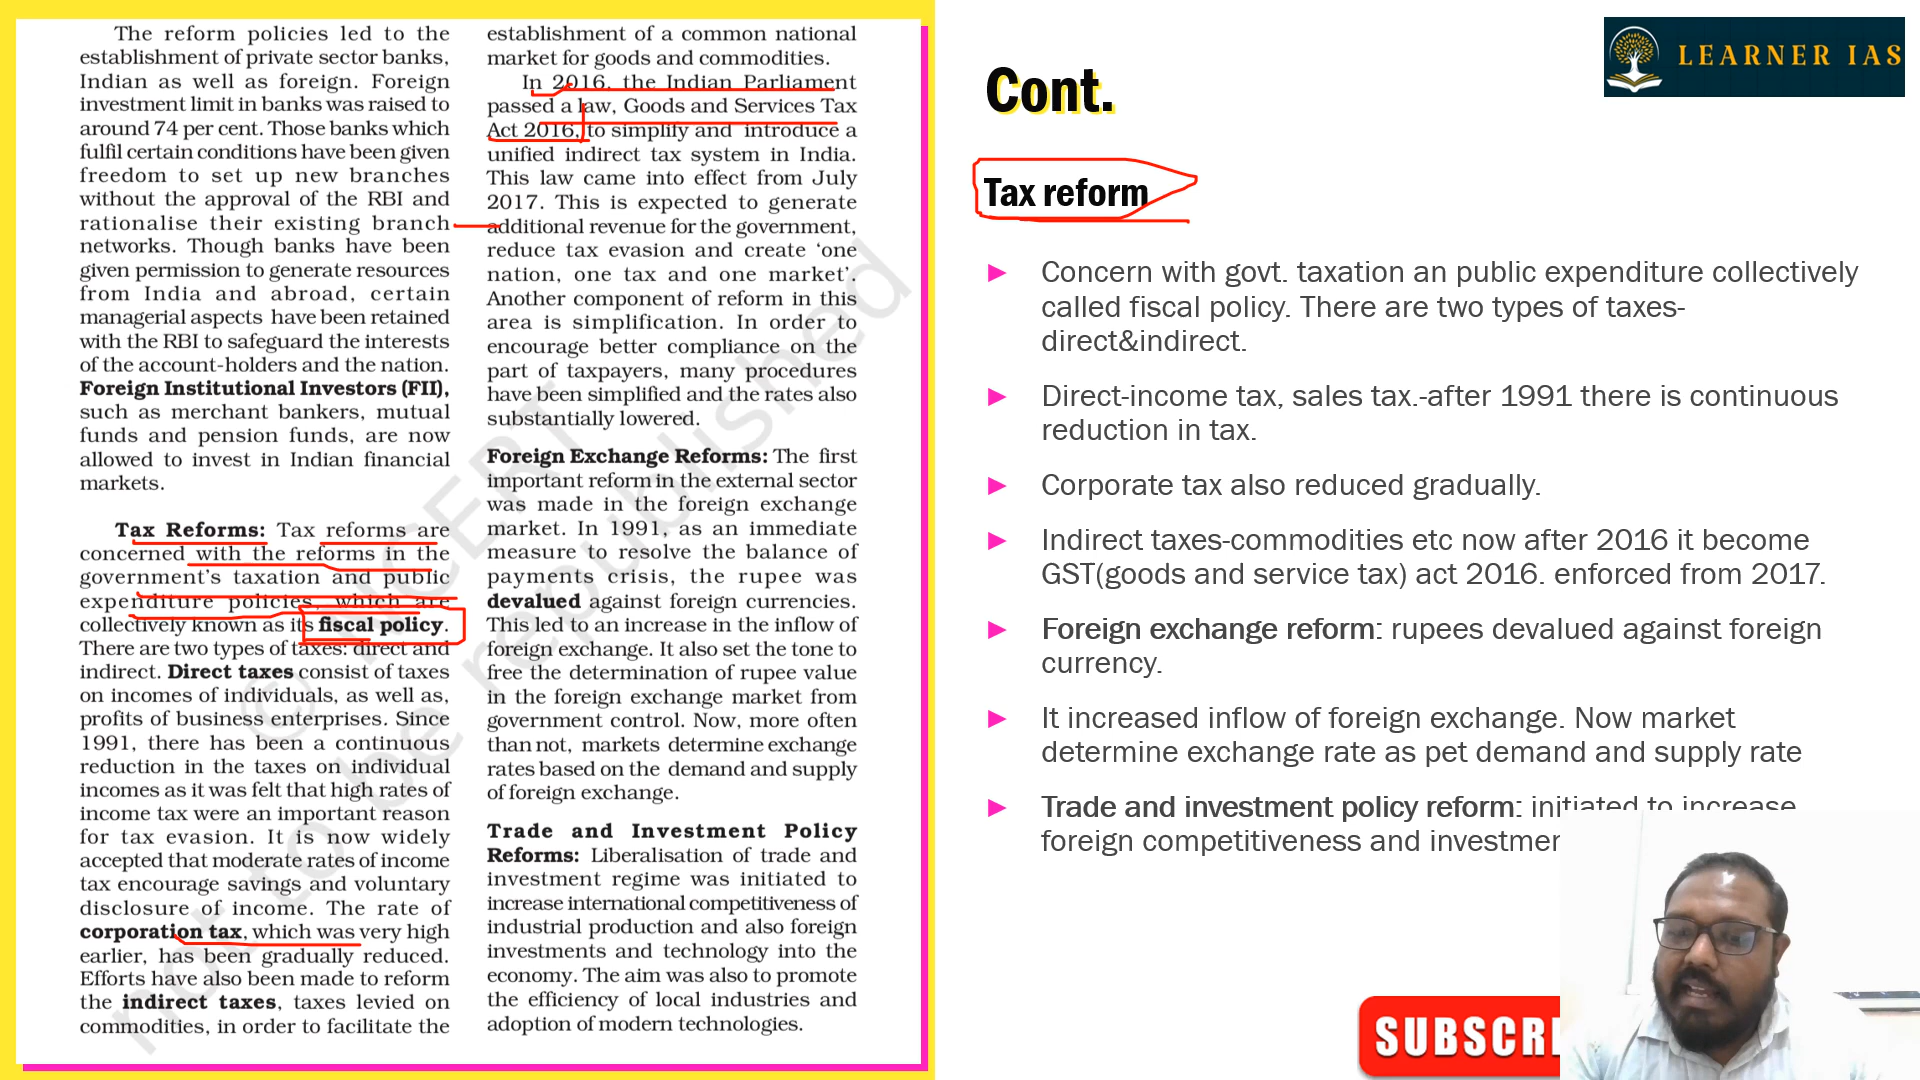 The reform policies led to the
establishment of private sector banks,
Indian as well as foreign. Foreign
investment limit in banks was raised to
around 74 per cent. Those banks which
fulfil certain conditions have been given
freedom to set up new branches
without the approval of the RBI and
rationalise their existing branch
networks. Though banks have been
given permission to generate resources
from India and abroad, certain
managerial aspects have been retained
with the RBI to safeguard the interests
of the account-holders and the nation.
Foreign Institutional Investors (FII),
such as merchant bankers, mutual
funds and pension funds, are now
allowed to invest in Indian financial
markets.
Tax Reforms: Tax reforms are
concerned with the reforms in the
government's taxation and public
expenditure policies, which are
collectively known as its fiscal policy.
There are two types of taxes: direct and
indirect. Direct taxes consist of taxes
on incomes of individuals, as well as,
profits of business enterprises. Since
1991, there has been a continuous
reduction in the taxes on individual
incomes as it was felt that high rates of
income tax were an important reason
for tax evasion. It is now widely
accepted that moderate rates of income
tax encourage savings and voluntary
disclosure of income. The rate of
corporation tax, which was very high
earlier, has been gradually reduced.
Efforts have also been made to reform
the indirect taxes, taxes levied on
commodities, in order to facilitate the
establishment of a common national
market for goods and commodities.
In 2016, the Indian Parliament
passed a law, Goods and Services Tax
Act 2016, to simplify and introduce a
unified indirect tax system in India.
This law came into effect from July
2017. This is expected to generate
additional revenue for the government,
reduce tax evasion and create ‘one
nation, one tax and one market’.
Another component of reform in this
area is simplification. In order to
encourage better compliance on the
part of taxpayers, many procedures
have been simplified and the rates also
substantially lowered.
Foreign Exchange Reforms: The first
important reform in the external sector
was made in the foreign exchange
market. In 1991, as an immediate
measure to resolve the balance of
payments crisis, the rupee was
devalued against foreign currencies.
This led to an increase in the inflow of
foreign exchange. It also set the tone to
free the determination of rupee value
in the foreign exchange market from
government control. Now, more often
than not, markets determine exchange
rates based on the demand and supply
of foreign exchange.
Trade and Investment Policy
Reforms: Liberalisation of trade and
investment regime was initiated to
increase international competitiveness of
industrial production and also foreign
investments and technology into the
economy. The aim was also to promote
the efficiency of local industries and
adoption of modern technologies.
© NCERT
not to be republished
LEARNER IAS
Cont.
Tax reform
► Concern with govt. taxation an public expenditure collectively
called fiscal policy. There are two types of taxes-
direct&indirect.
► Direct-income tax, sales tax.-after 1991 there is continuous
reduction in tax.
► Corporate tax also reduced gradually.
► Indirect taxes-commodities etc now after 2016 it become
GST(goods and service tax) act 2016. enforced from 2017.
► Foreign exchange reform: rupees devalued against foreign
currency.
► It increased inflow of foreign exchange. Now market
determine exchange rate as pet demand and supply rate
► Trade and investment policy reform: initiated to increase
foreign competitiveness and